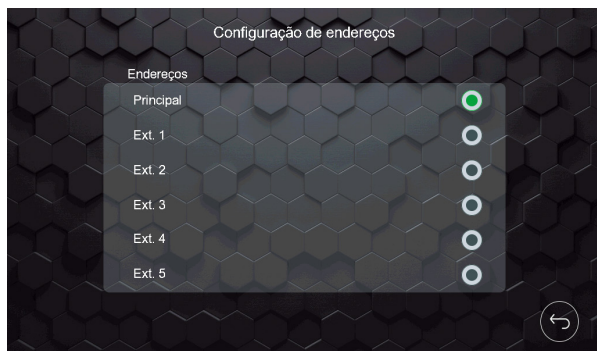 Configuração de endereços
Endereços
Principal
Ext. 1
Ext. 2
Ext. 3
Ext. 4
Ext. 5